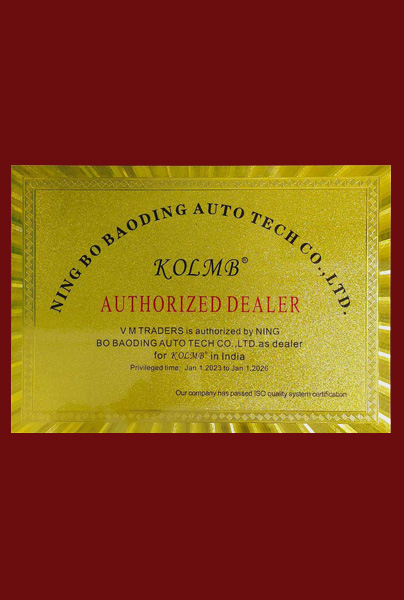 NING BO BAODING AUTO TECH CO.,LTD.
KOLMB®
AUTHORIZED DEALER
V M TRADERS is authorized by NING
BO BAODING AUTO TECH CO.,LTD.as dealer
for KOLMB® in India
Privileged time: Jan 1.2023 to Jan 1.2026
Our company has passed ISO quality system certification